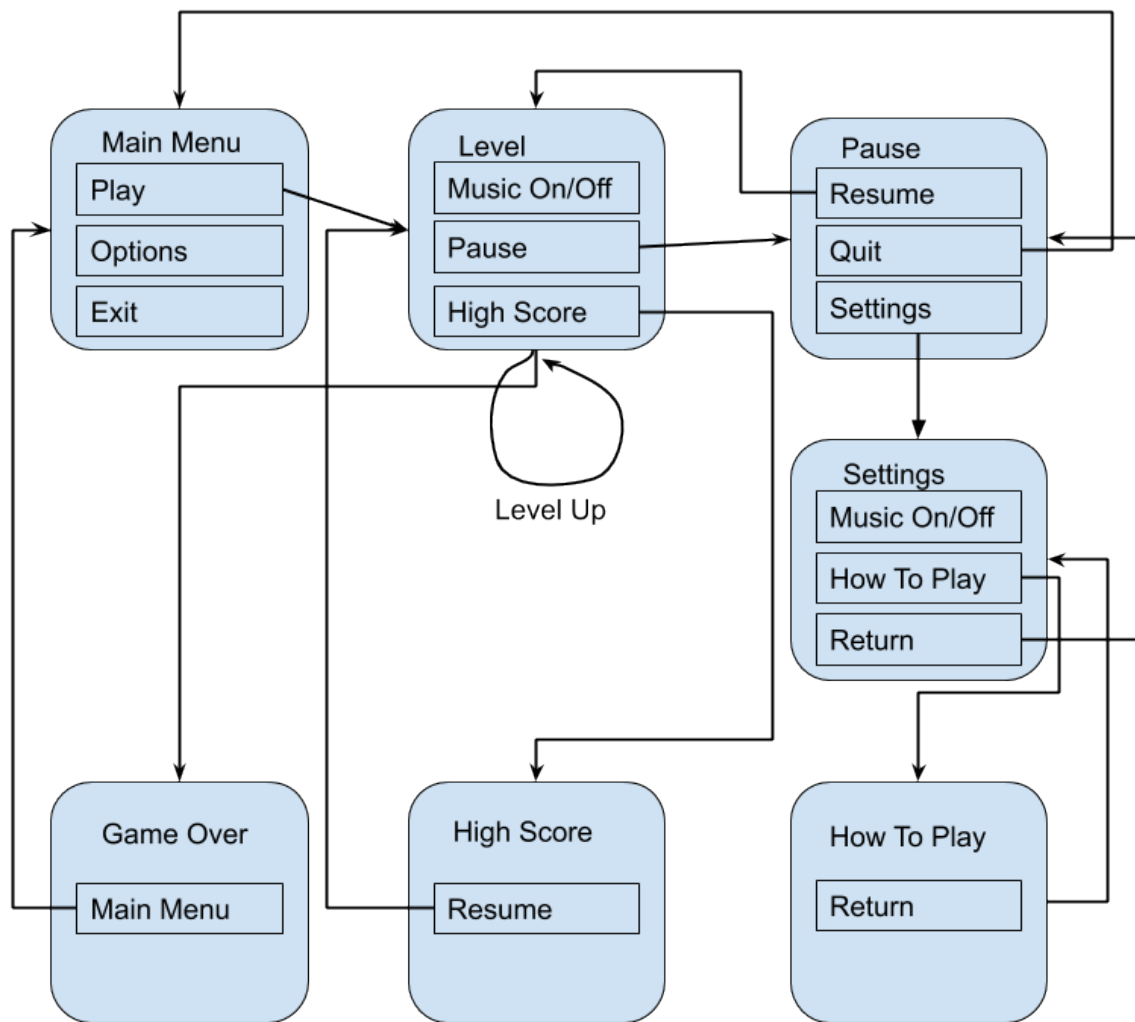 Main Menu
Play
Options
Exit
Level
Music On/Off
Pause
High Score
Pause
Resume
Quit
Settings
Level Up
Settings
Music On/Off
How To Play
Return
Game Over
Main Menu
High Score
Resume
How To Play
Return